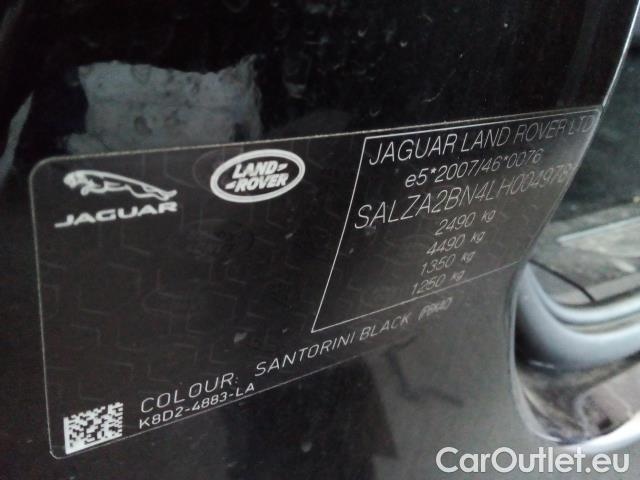 JAGUAR
LAND-
-ROVER
JAGUAR LAND ROVER LTD
e5*2007/46*0076
SALZA2BN4LH004978
2490 kg
4490 kg
1350 kg
1250 kg
COLOUR: SANTORINI BLACK
K8D2-4883-LA
CarOutlet.eu